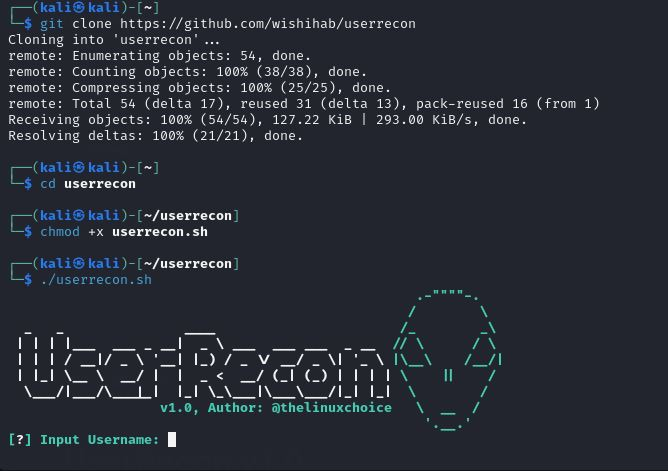 ┌──(kali㉿kali)-[~]
└─$ git clone https://github.com/wishihab/userrecon
Cloning into 'userrecon'...
remote: Enumerating objects: 54, done.
remote: Counting objects: 100% (38/38), done.
remote: Compressing objects: 100% (25/25), done.
remote: Total 54 (delta 17), reused 31 (delta 13), pack-reused 16 (from 1)
Receiving objects: 100% (54/54), 127.22 KiB | 293.00 KiB/s, done.
Resolving deltas: 100% (21/21), done.
┌──(kali㉿kali)-[~]
└─$ cd userrecon
┌──(kali㉿kali)-[~/userrecon]
└─$ chmod +x userrecon.sh
┌──(kali㉿kali)-[~/userrecon]
└─$ ./userrecon.sh
UserRecon
v1.0, Author: @thelinuxchoice
[?] Input Username: